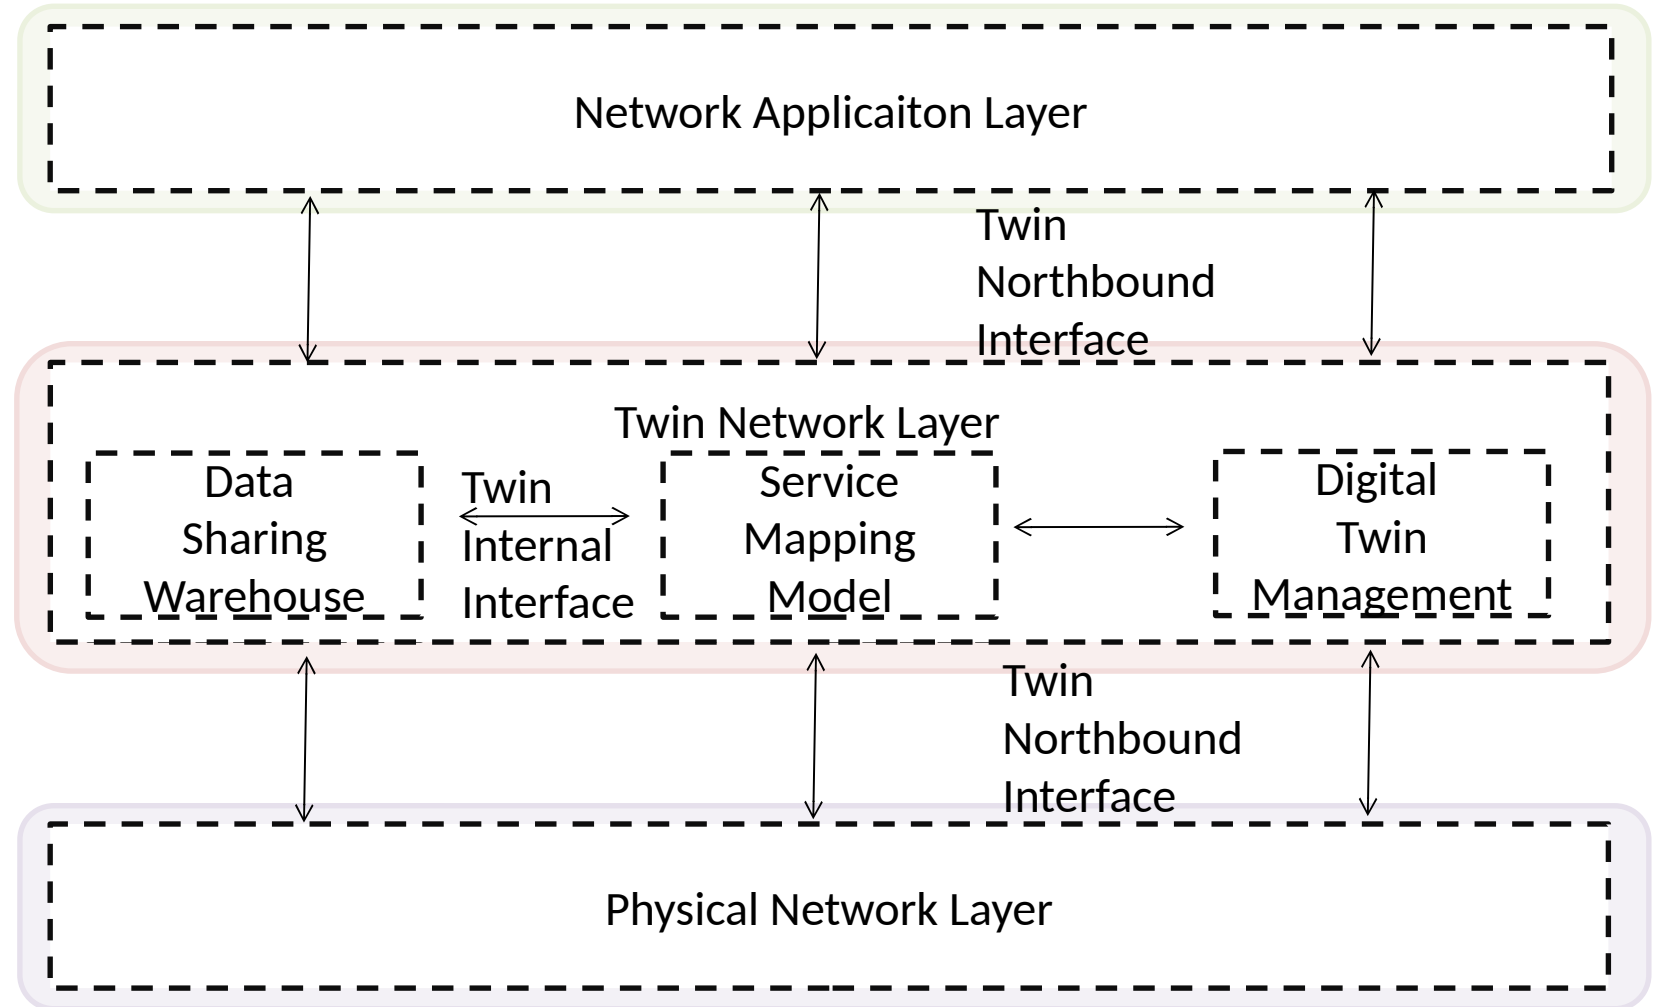 Network Applicaiton Layer
Twin
Northbound
Interface
Twin Network Layer
Data
Sharing
Warehouse
Twin
Internal
Interface
Service
Mapping
Model
Digital
Twin
Management
Twin
Northbound
Interface
Physical Network Layer